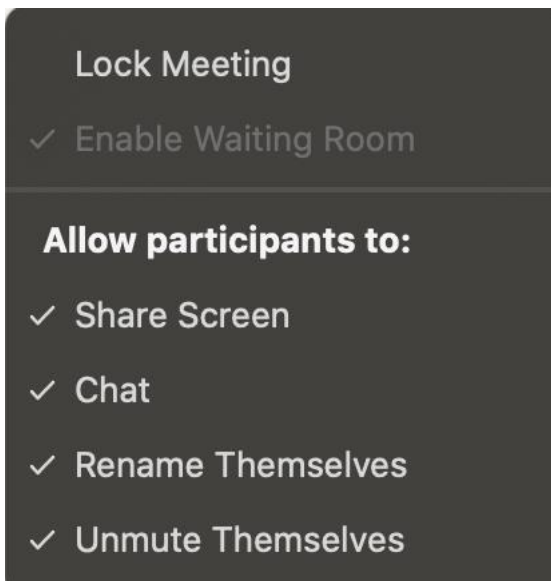 Lock Meeting
✓ Enable Waiting Room
Allow participants to:
✓ Share Screen
✓ Chat
✓ Rename Themselves
✓ Unmute Themselves